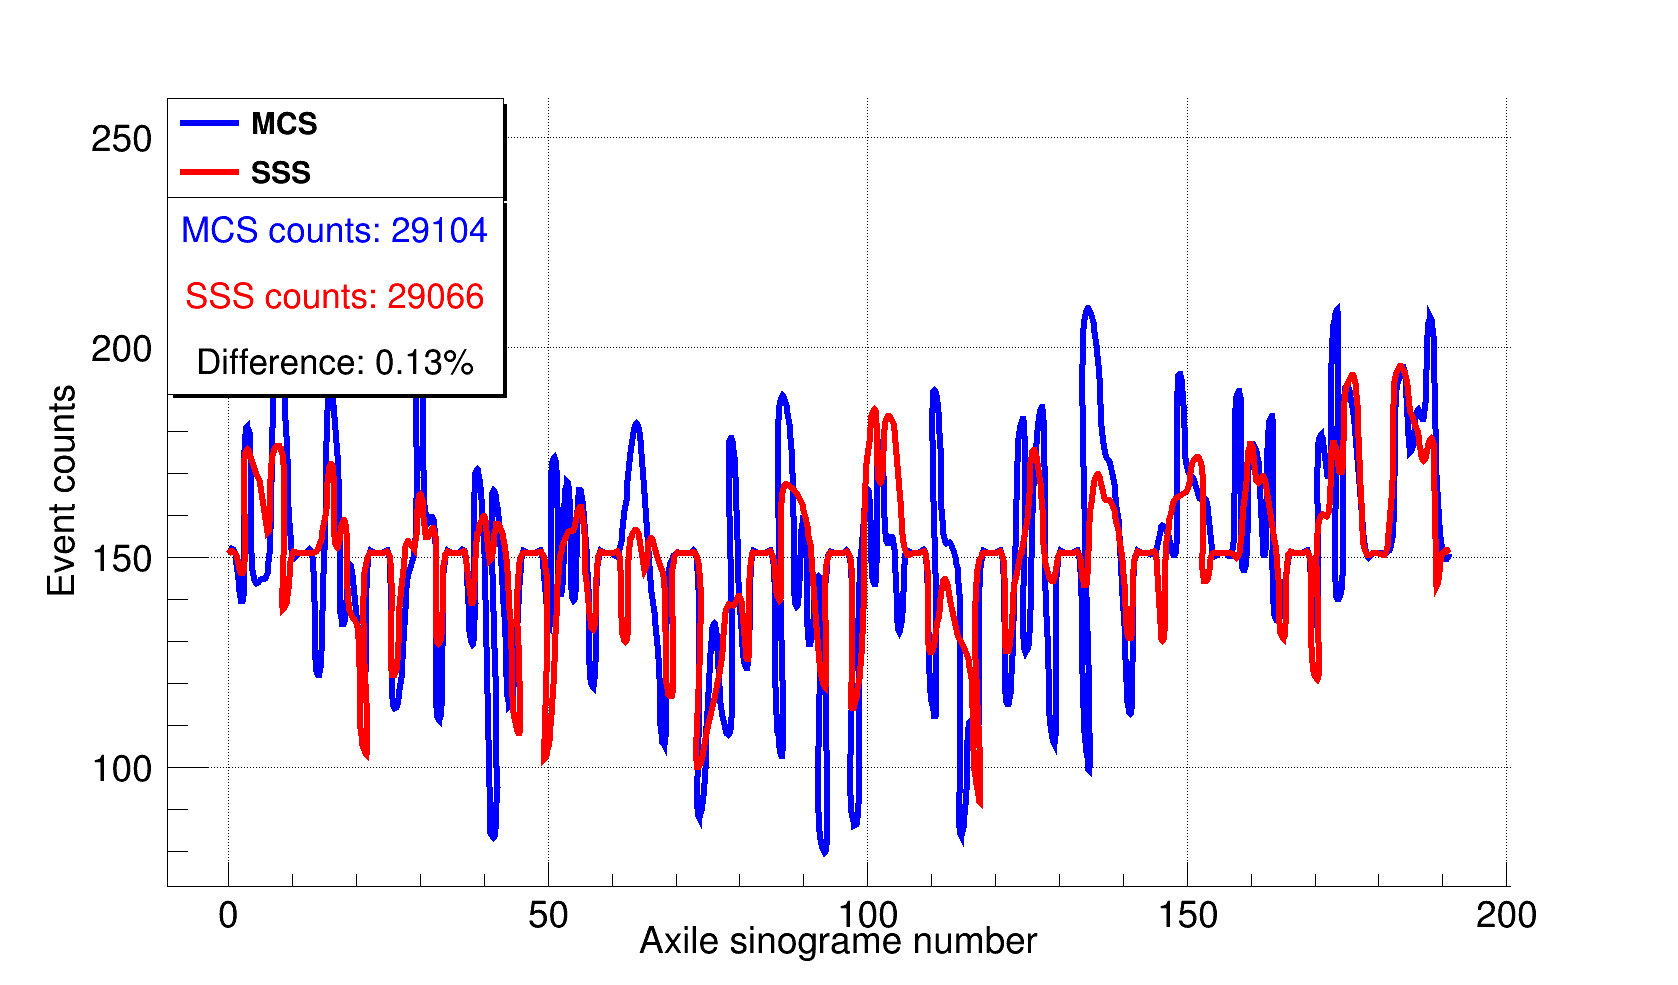 MCS
SSS
MCS counts: 29104
SSS counts: 29066
Difference: 0.13%
250
200
150
100
Event counts
0 50 100 150 200
Axile sinograme number